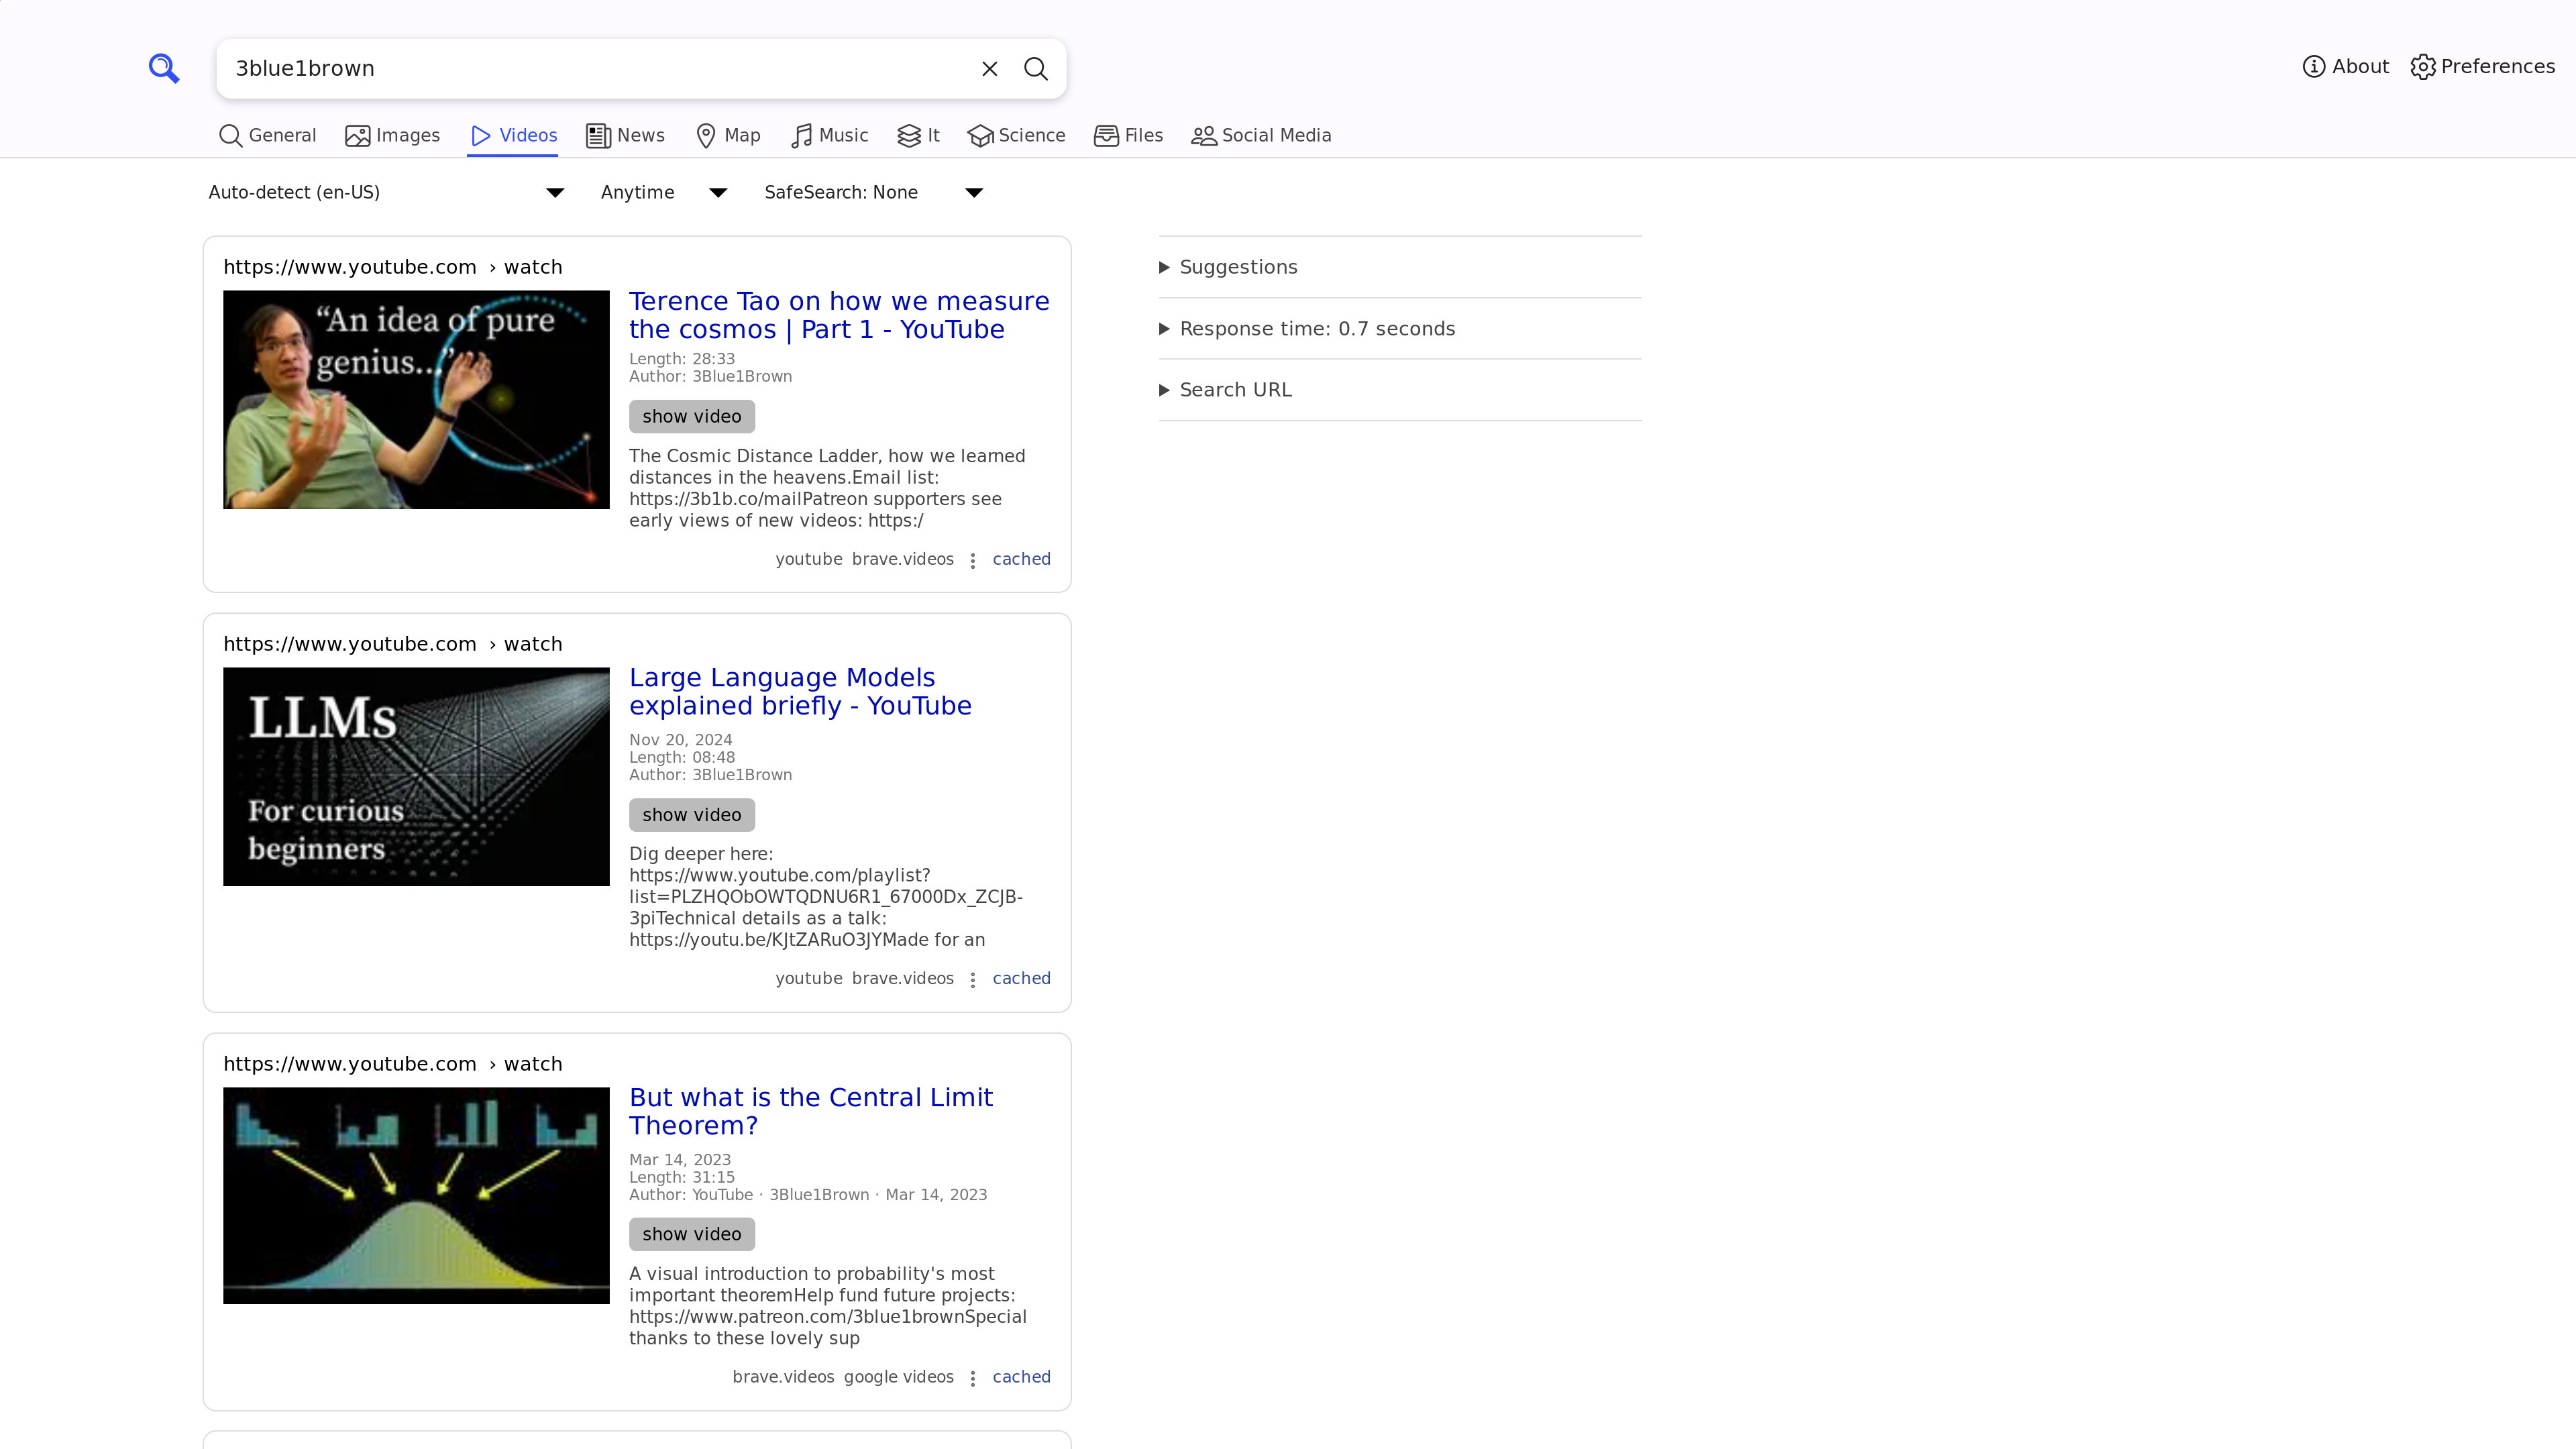 3blue1brown
About
Preferences
General
Images
Videos
News
Map
Music
It
Science
Files
Social Media
Auto-detect (en-US)
Anytime
SafeSearch: None
https://www.youtube.com › watch
“An idea of pure
genius...”
Terence Tao on how we measure
the cosmos | Part 1 - YouTube
Length: 28:33
Author: 3Blue1Brown
show video
The Cosmic Distance Ladder, how we learned
distances in the heavens.Email list:
https://3b1b.co/mailPatreon supporters see
early views of new videos: https:/
youtube brave.videos cached
https://www.youtube.com › watch
LLMs
For curious
beginners
Large Language Models
explained briefly - YouTube
Nov 20, 2024
Length: 08:48
Author: 3Blue1Brown
show video
Dig deeper here:
https://www.youtube.com/playlist?
list=PLZHQObOWTQDNU6R1_67000Dx_ZCJB-
3piTechnical details as a talk:
https://youtu.be/KJtZARuO3JYMade for an
youtube brave.videos cached
https://www.youtube.com › watch
But what is the Central Limit
Theorem?
Mar 14, 2023
Length: 31:15
Author: YouTube · 3Blue1Brown · Mar 14, 2023
show video
A visual introduction to probability's most
important theoremHelp fund future projects:
https://www.patreon.com/3blue1brownSpecial
thanks to these lovely sup
brave.videos google videos cached
Suggestions
Response time: 0.7 seconds
Search URL